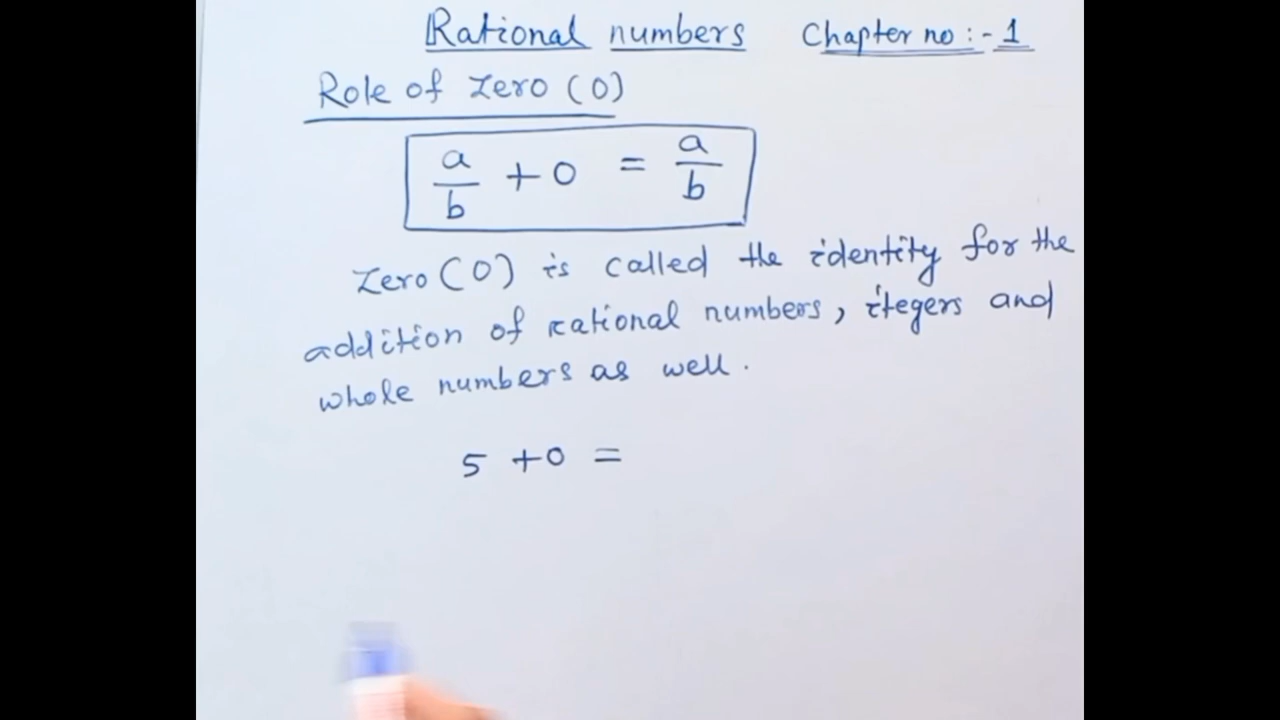 Rational numbers Chapter no :- 1
Role of Zero (0)
a/b + 0 = a/b
Zero (0) is called the identity for the
addition of rational numbers, itegers and
whole numbers as well.
5 + 0 =